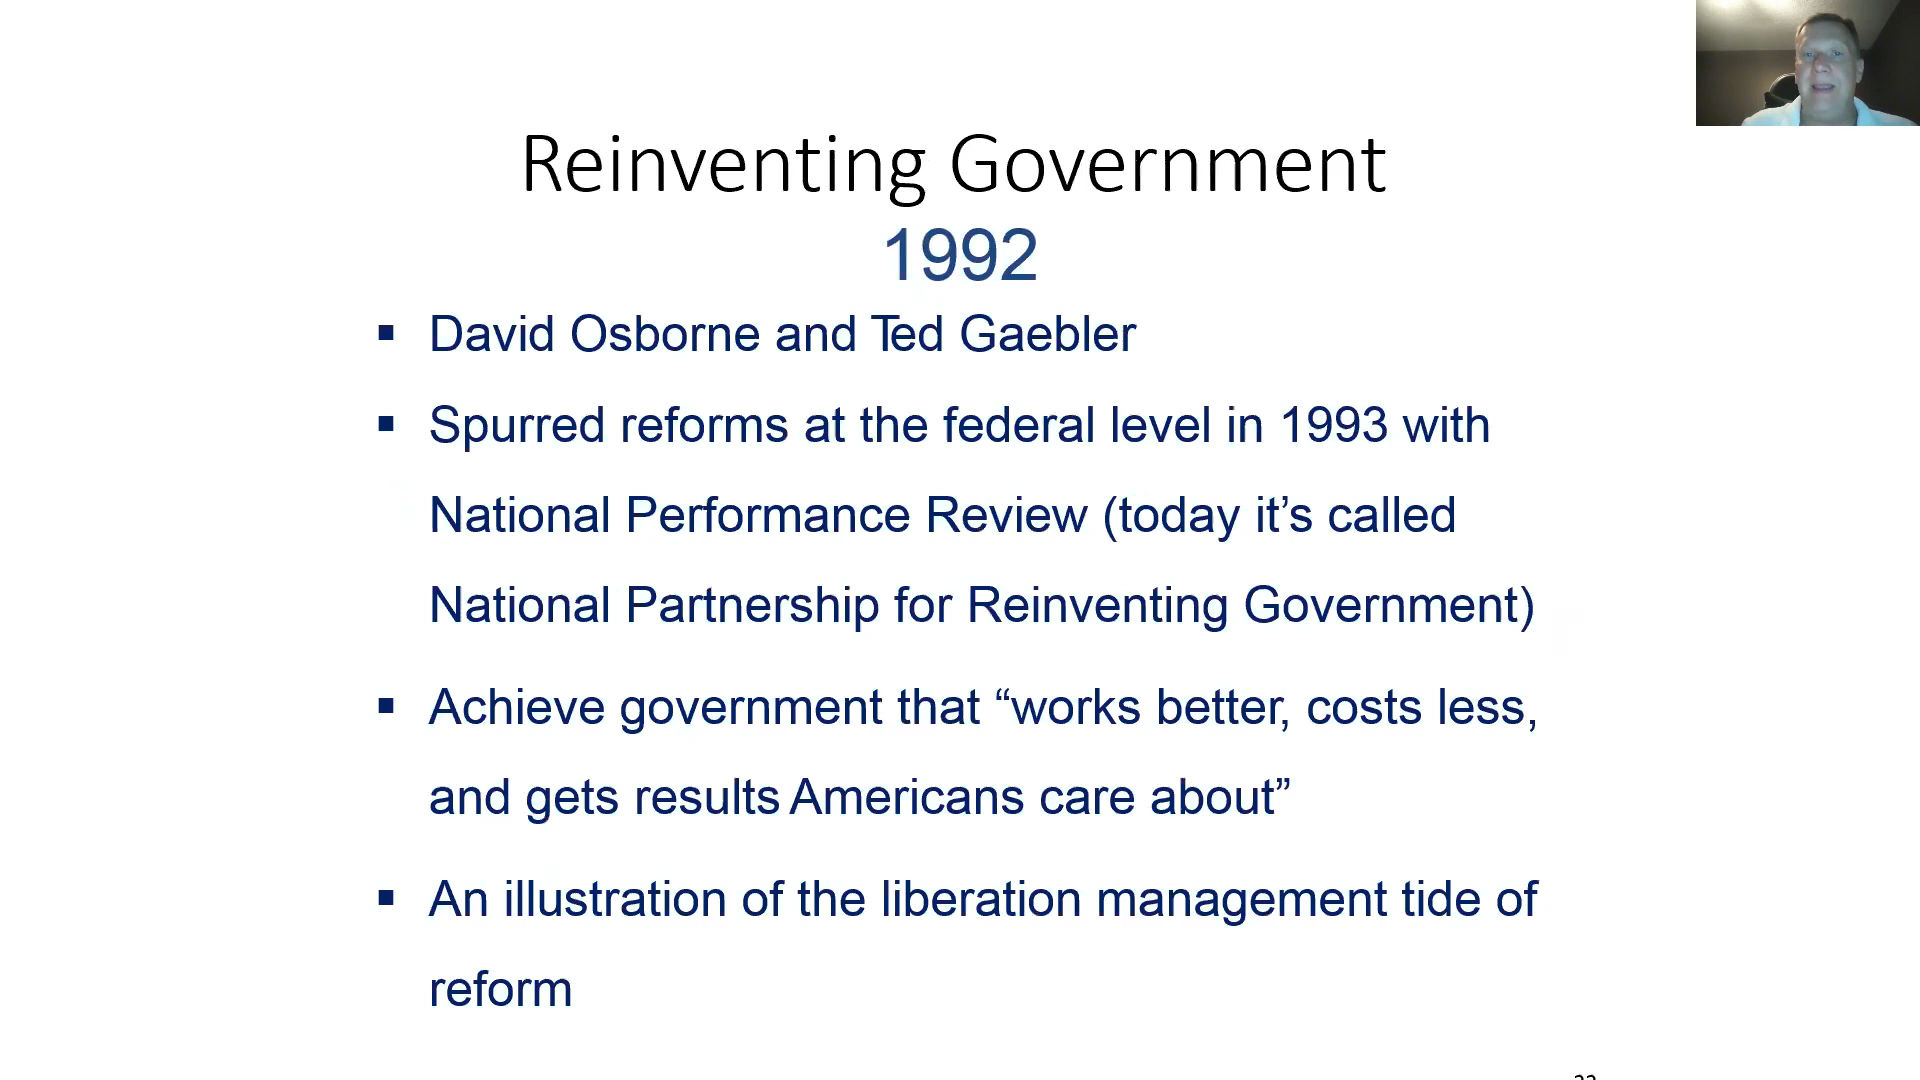 Reinventing Government
1992
▪ David Osborne and Ted Gaebler
▪ Spurred reforms at the federal level in 1993 with
National Performance Review (today it’s called
National Partnership for Reinventing Government)
▪ Achieve government that “works better, costs less,
and gets results Americans care about”
▪ An illustration of the liberation management tide of
reform